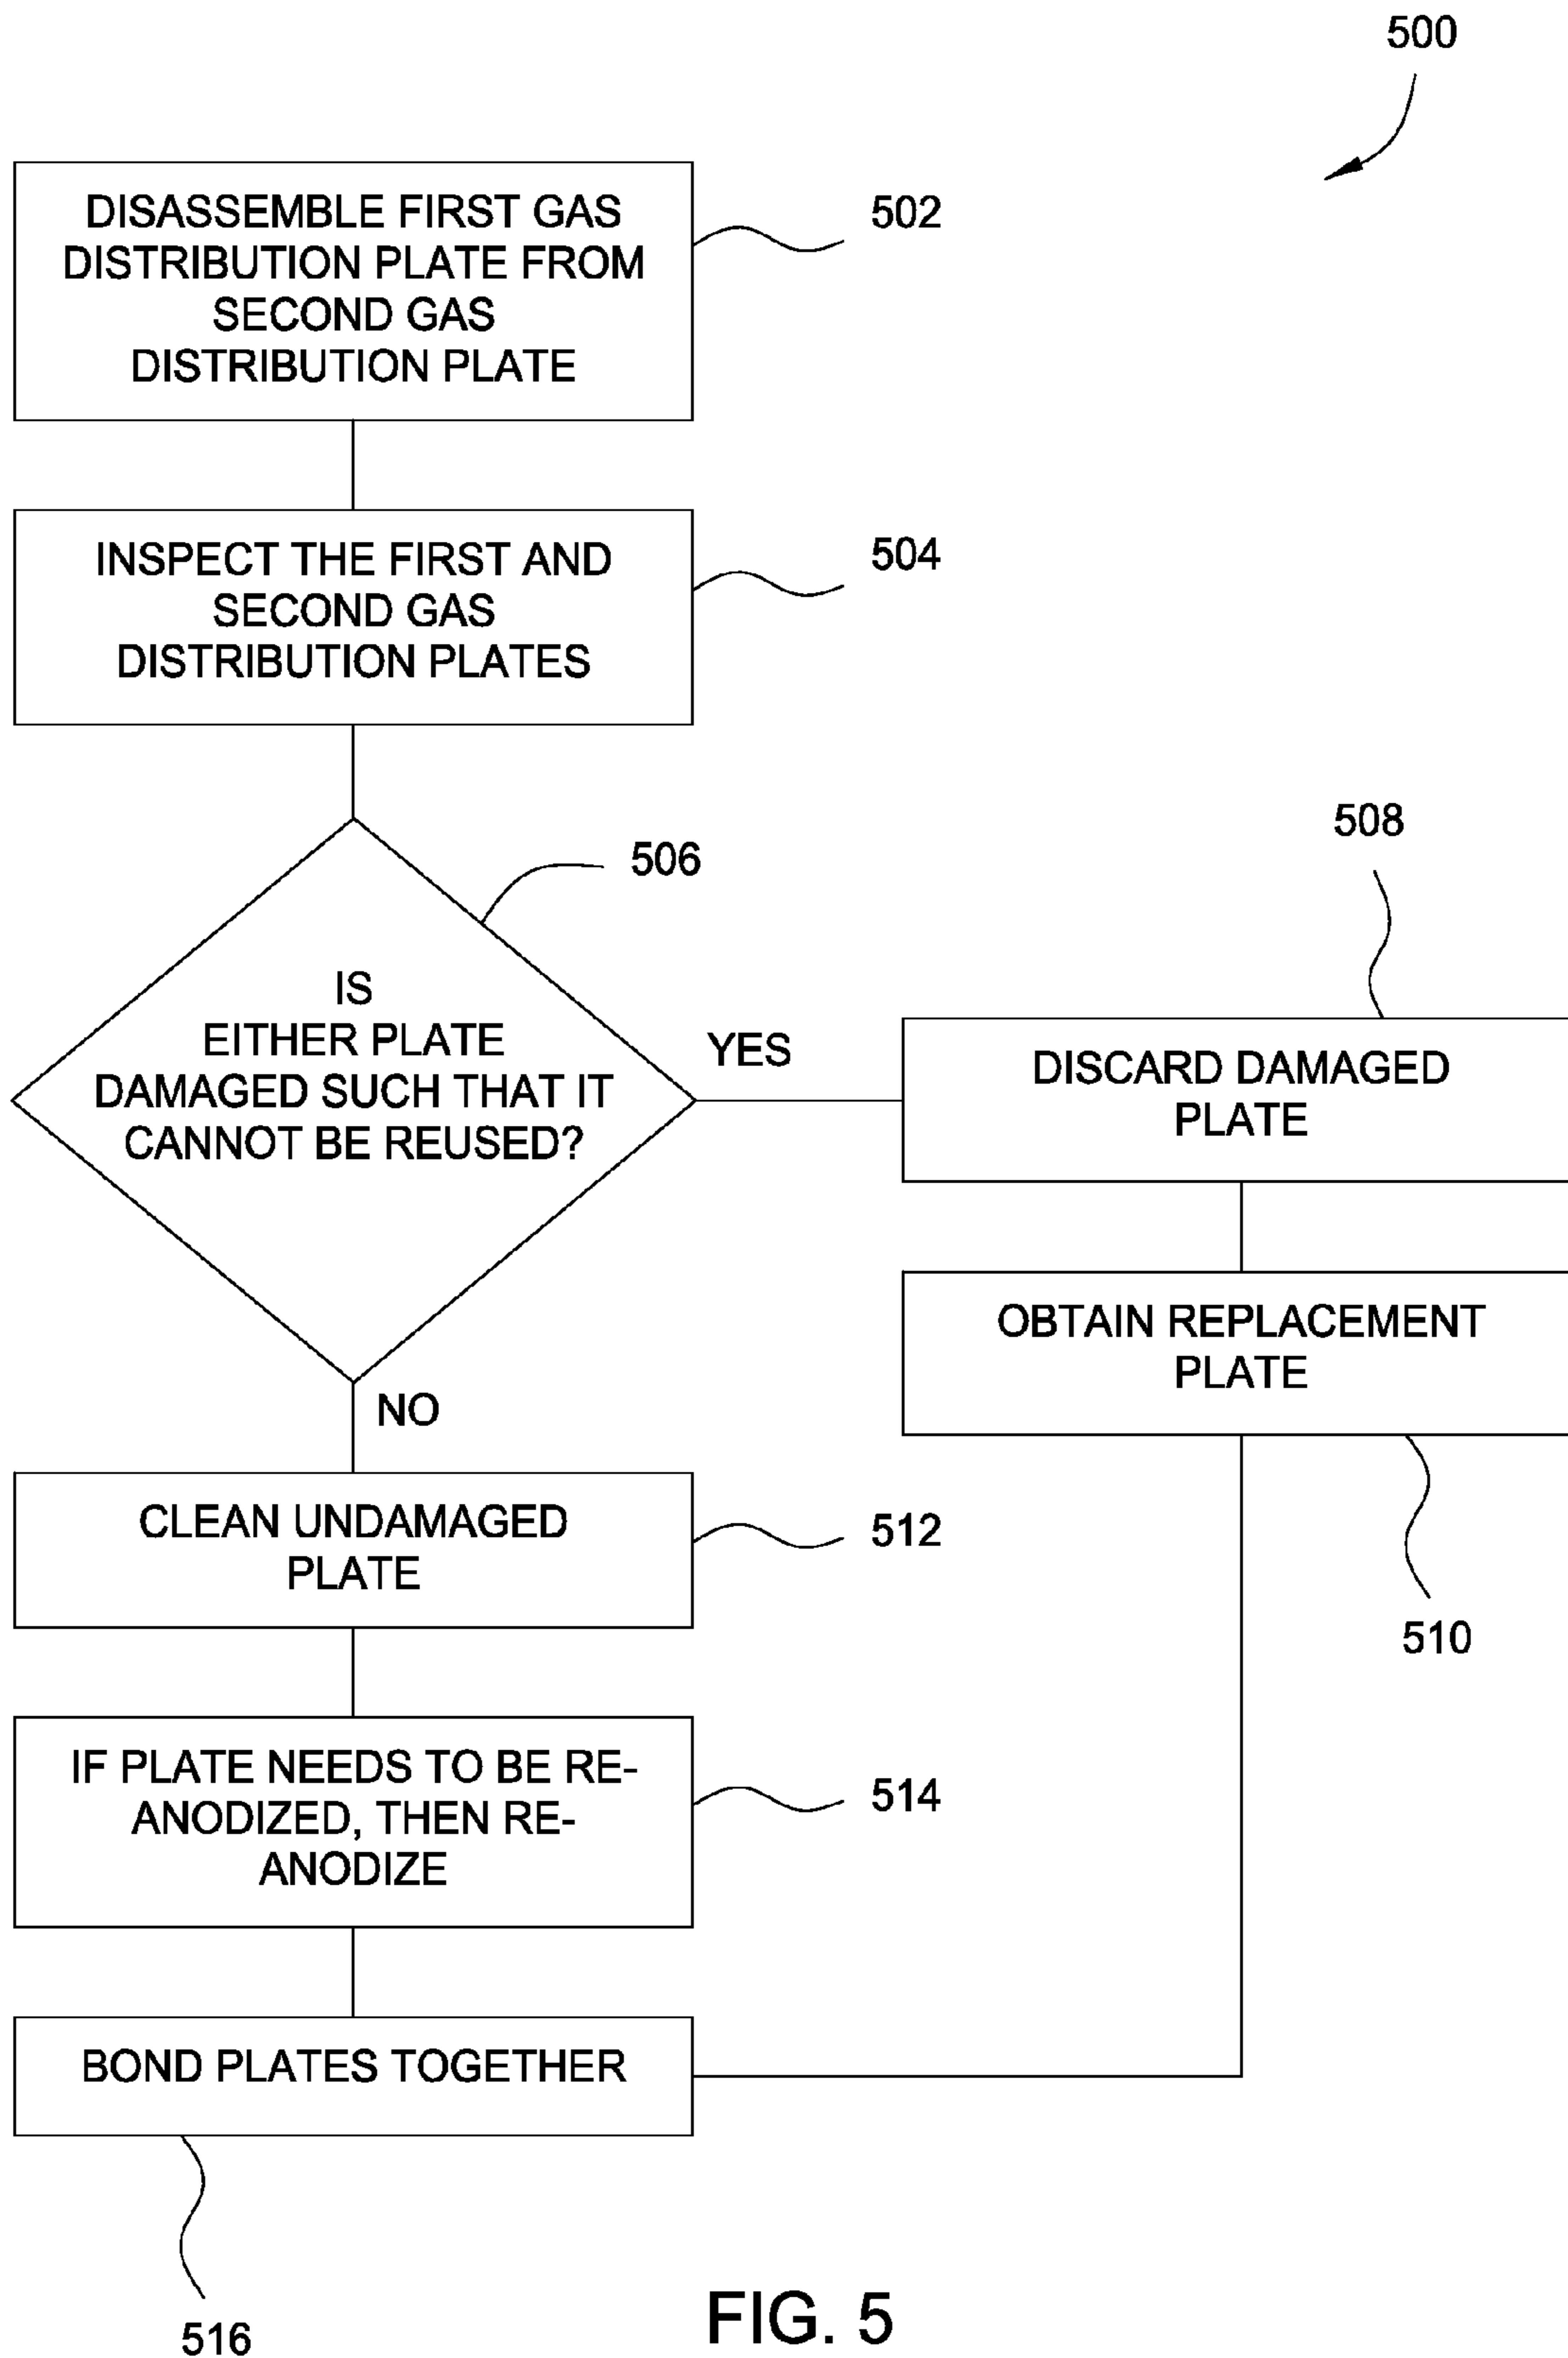 500
DISASSEMBLE FIRST GAS
DISTRIBUTION PLATE FROM
SECOND GAS
DISTRIBUTION PLATE
502
INSPECT THE FIRST AND
SECOND GAS
DISTRIBUTION PLATES
504
IS
EITHER PLATE
DAMAGED SUCH THAT IT
CANNOT BE REUSED?
506
YES
508
DISCARD DAMAGED
PLATE
OBTAIN REPLACEMENT
PLATE
510
NO
CLEAN UNDAMAGED
PLATE
512
IF PLATE NEEDS TO BE RE-
ANODIZED, THEN RE-
ANODIZE
514
BOND PLATES TOGETHER
516
FIG. 5